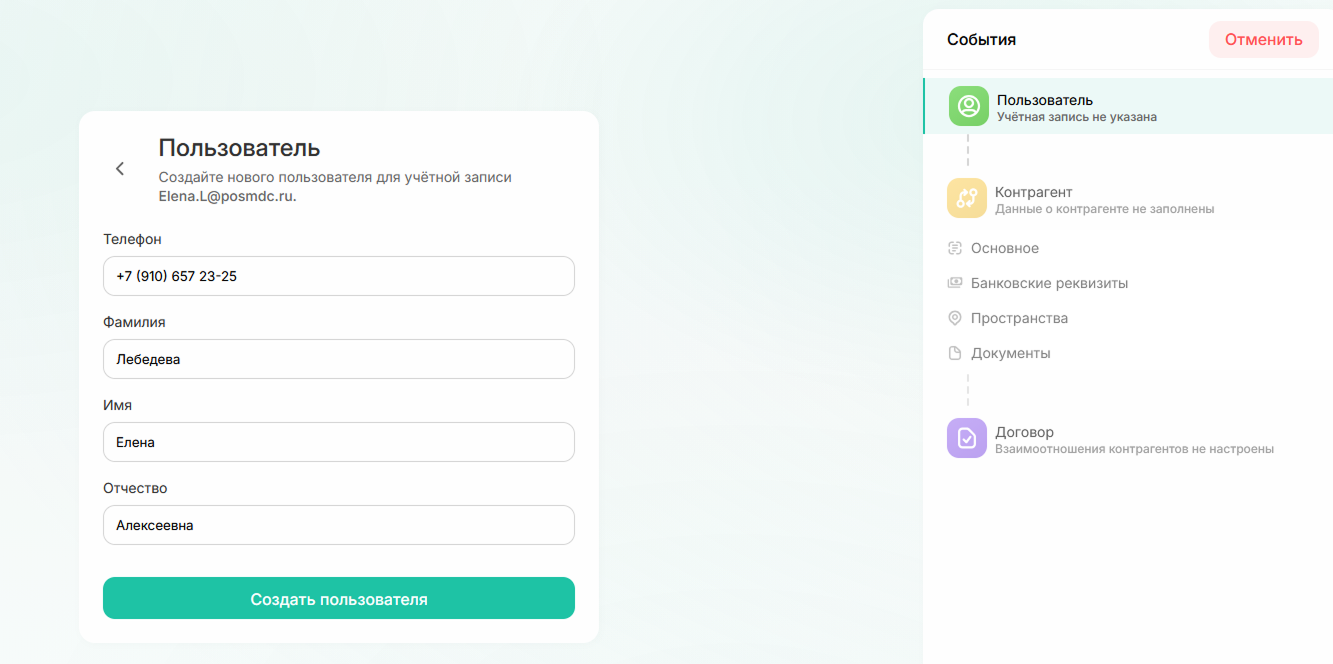 Пользователь
Создайте нового пользователя для учётной записи
Elena.L@posmdc.ru.
Телефон
+7 (910) 657 23-25
Фамилия
Лебедева
Имя
Елена
Отчество
Алексеевна
Создать пользователя
События
Отменить
Пользователь
Учётная запись не указана
Контрагент
Данные о контрагенте не заполнены
Основное
Банковские реквизиты
Пространства
Документы
Договор
Взаимоотношения контрагентов не настроены